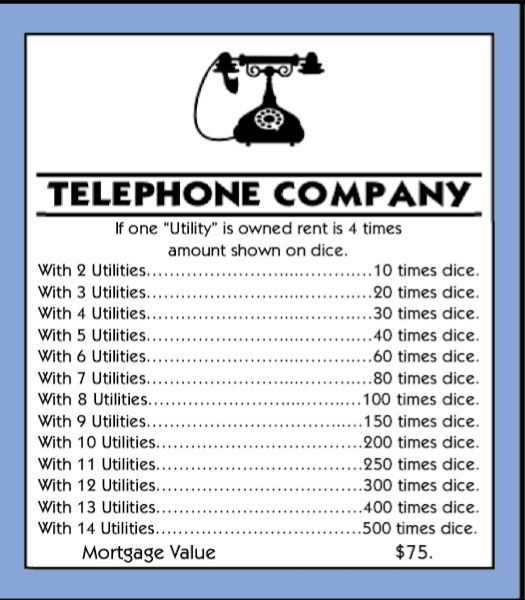 TELEPHONE COMPANY
If one "Utility" is owned rent is 4 times
amount shown on dice.
With 2 Utilities.......................................10 times dice.
With 3 Utilities.......................................20 times dice.
With 4 Utilities.......................................30 times dice.
With 5 Utilities.......................................40 times dice.
With 6 Utilities.......................................60 times dice.
With 7 Utilities.......................................80 times dice.
With 8 Utilities.....................................100 times dice.
With 9 Utilities.....................................150 times dice.
With 10 Utilities...................................200 times dice.
With 11 Utilities...................................250 times dice.
With 12 Utilities...................................300 times dice.
With 13 Utilities...................................400 times dice.
With 14 Utilities...................................500 times dice.
Mortgage Value $75.